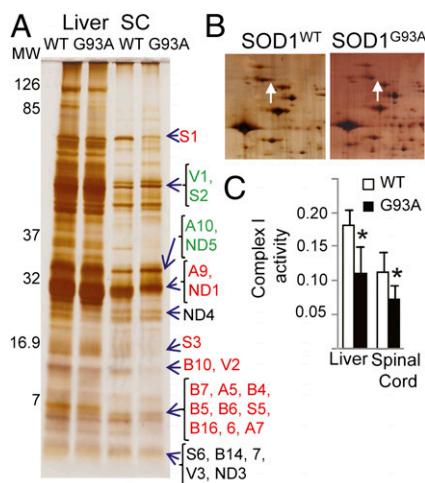 A
Liver SC
WT G93A WT G93A
MW
126
85
37
32
16.9
7
S1
V1,
S2
A10,
ND5
A9,
ND1
ND4
S3
B10, V2
B7, A5, B4,
B5, B6, S5,
B16, 6, A7
S6, B14, 7,
V3, ND3
B
SOD1WT SOD1G93A
C
WT
G93A
Complex I
activity
0.20
0.15
0.10
0.05
*
*
Liver Spinal
Cord